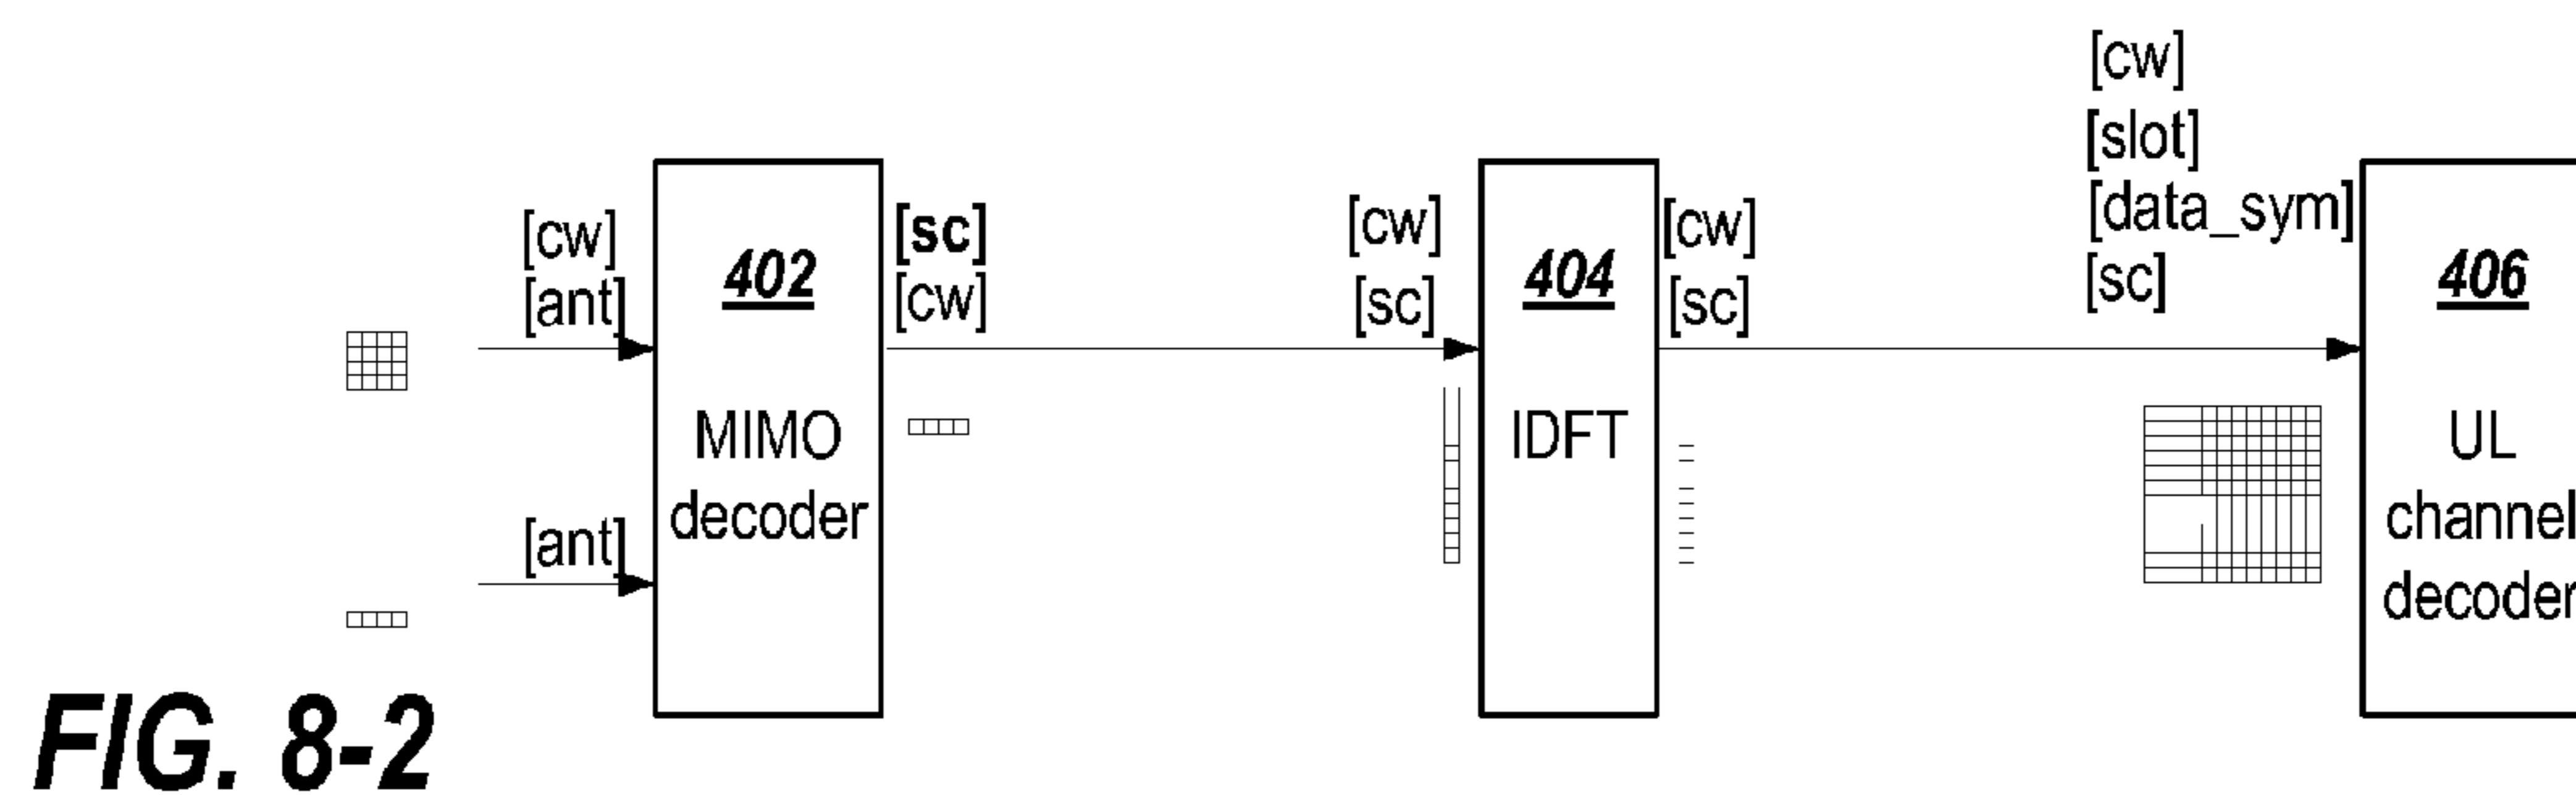 [cw]
[slot]
[data_sym]
[sc]
[cw]
[ant]
[ant]
402
MIMO
decoder
[sc]
[cw]
[cw]
[sc]
404
IDFT
[cw]
[sc]
406
UL
channel
decoder
FIG. 8-2